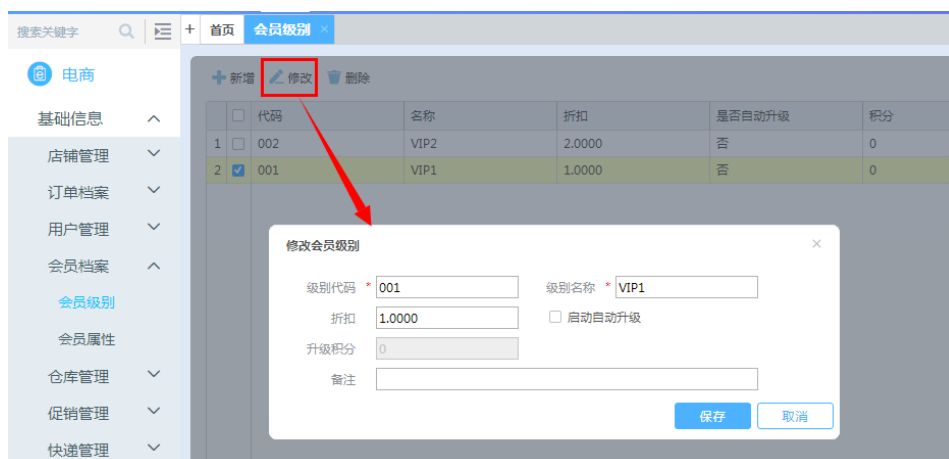 搜索关键字 + 首页 会员级别 ×
电商
新增 修改 删除
基础信息
店铺管理
订单档案
用户管理
会员档案
会员级别
会员属性
仓库管理
促销管理
快递管理
代码 名称 折扣 是否自动升级 积分
1 002 VIP2 2.0000 否 0
2 001 VIP1 1.0000 否 0
修改会员级别 ×
级别代码 * 001 级别名称 * VIP1
折扣 1.0000 启动自动升级
升级积分 0
备注
保存 取消